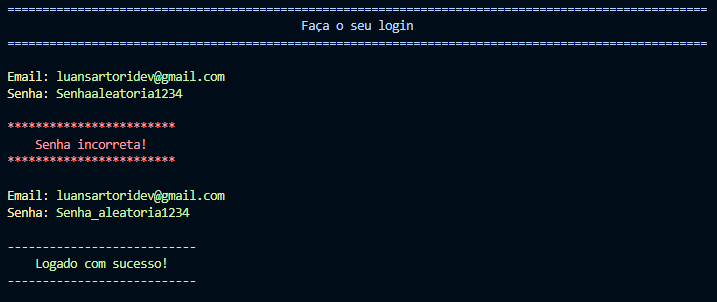 ====================================================================================================
Faça o seu login
====================================================================================================
Email: luansartoridev@gmail.com
Senha: Senhaaleatoria1234
************************
Senha incorreta!
************************
Email: luansartoridev@gmail.com
Senha: Senha_aleatoria1234
---------------------------
Logado com sucesso!
---------------------------